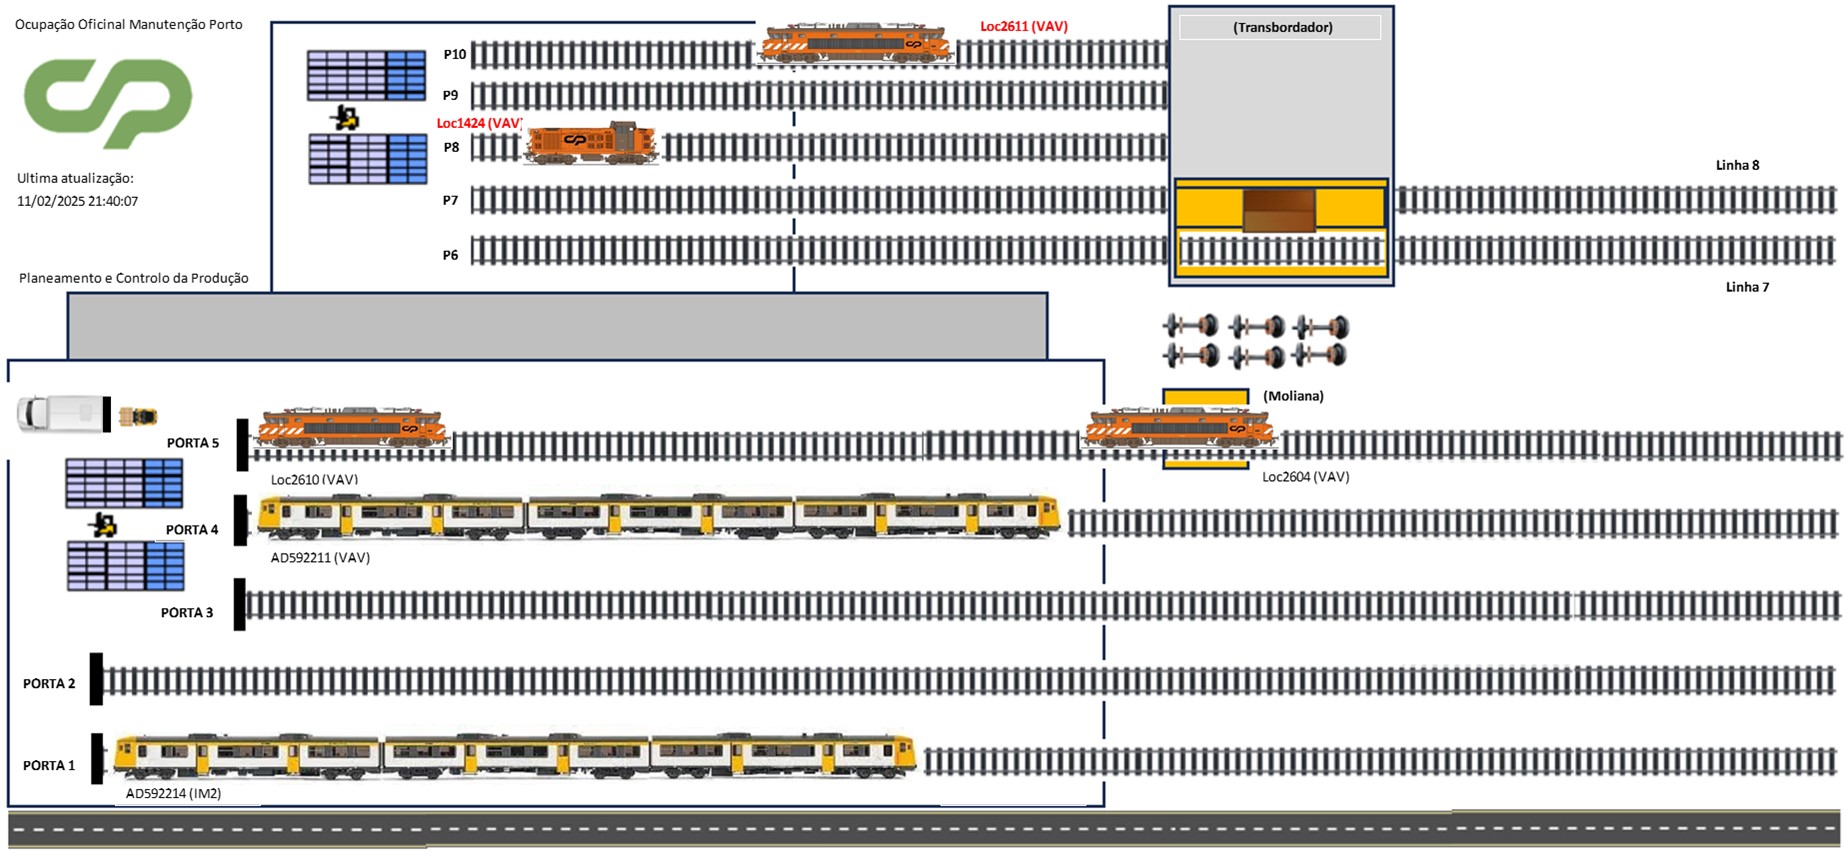 Ocupação Oficinal Manutenção Porto
Ultima atualização:
11/02/2025 21:40:07
Planeamento e Controlo da Produção
P10
Loc2611 (VAV)
P9
Loc1424 (VAV)
P8
P7
P6
(Transbordador)
Linha 8
Linha 7
(Moliana)
PORTA 5
Loc2610 (VAV)
Loc2604 (VAV)
PORTA 4
AD592211 (VAV)
PORTA 3
PORTA 2
PORTA 1
AD592214 (IM2)